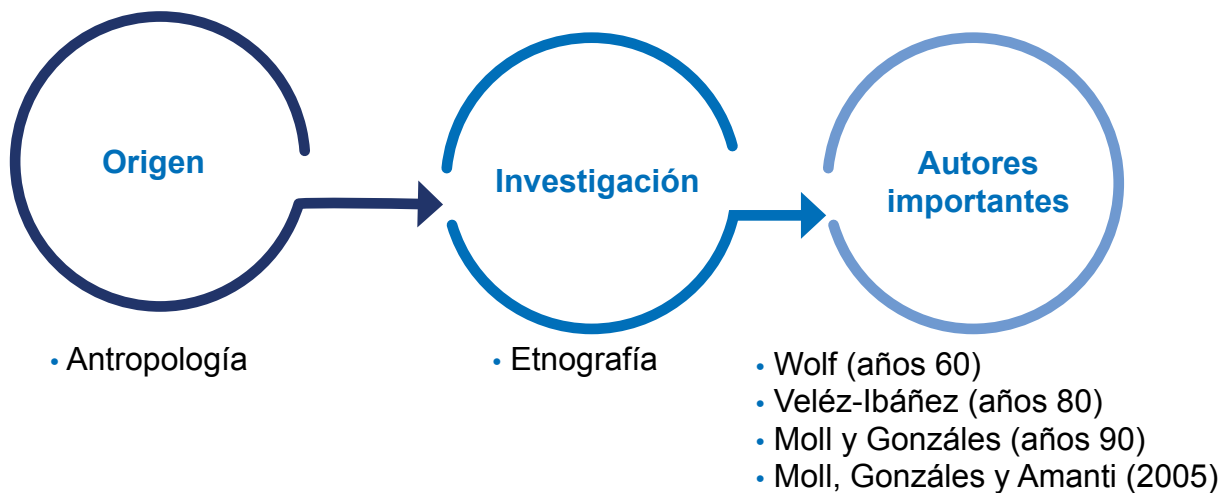 Origen
• Antropología
Investigación
• Etnografía
Autores
importantes
• Wolf (años 60)
• Veléz-Ibáñez (años 80)
• Moll y Gonzáles (años 90)
• Moll, Gonzáles y Amanti (2005)